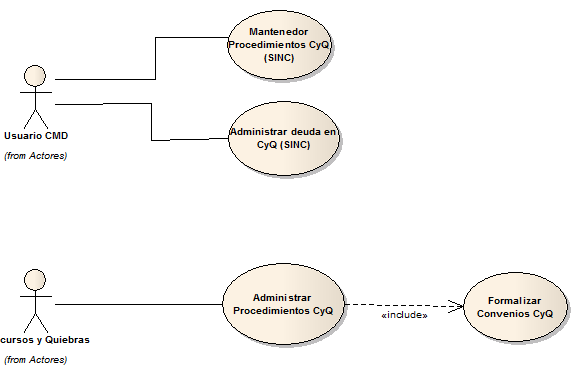 Mantenedor
Procedimientos CyQ
(SINC)
Usuario CMD
(from Actores)
Administrar deuda en
CyQ (SINC)
cursos y Quiebras
(from Actores)
Administrar
Procedimientos CyQ
«include»
Formalizar
Convenios CyQ